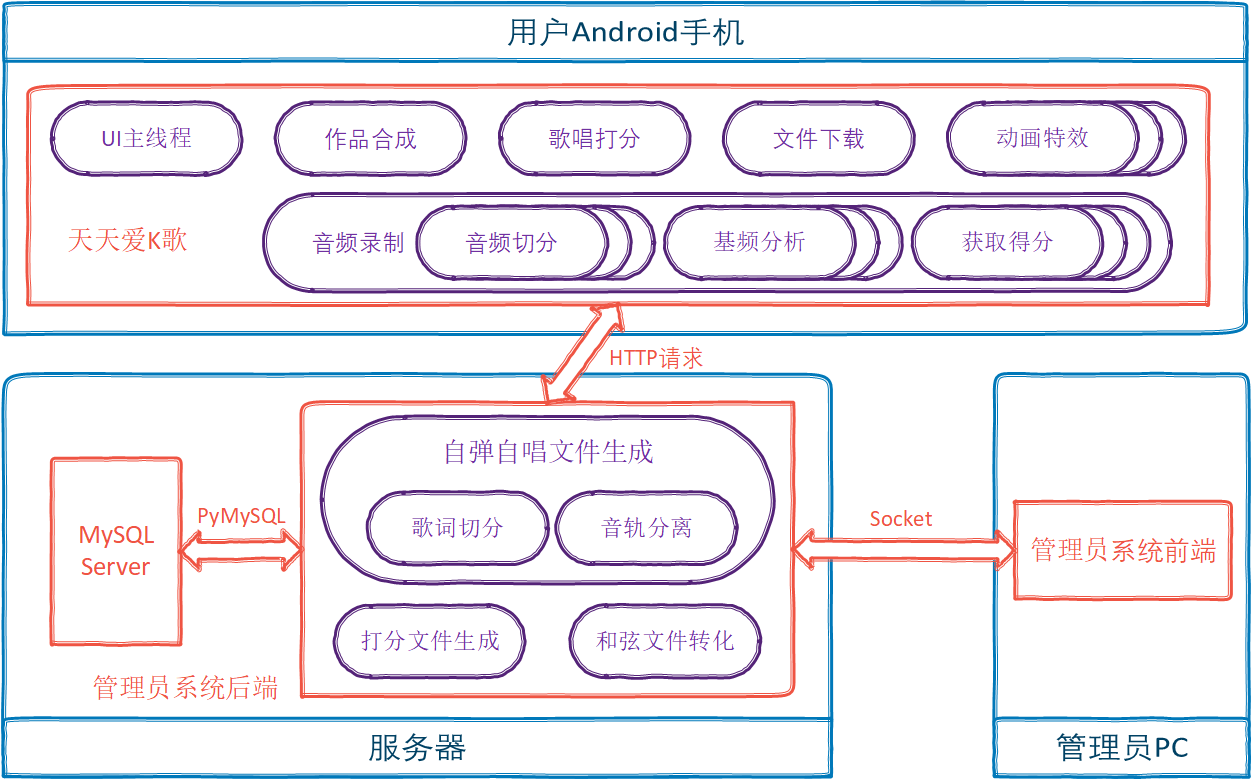 用户Android手机
UI主线程
作品合成
歌唱打分
文件下载
动画特效
天天爱K歌
音频录制
音频切分
基频分析
获取得分
HTTP请求
自弹自唱文件生成
歌词切分
音轨分离
MySQL
Server
PyMySQL
Socket
管理员系统前端
打分文件生成
和弦文件转化
管理员系统后端
服务器
管理员PC